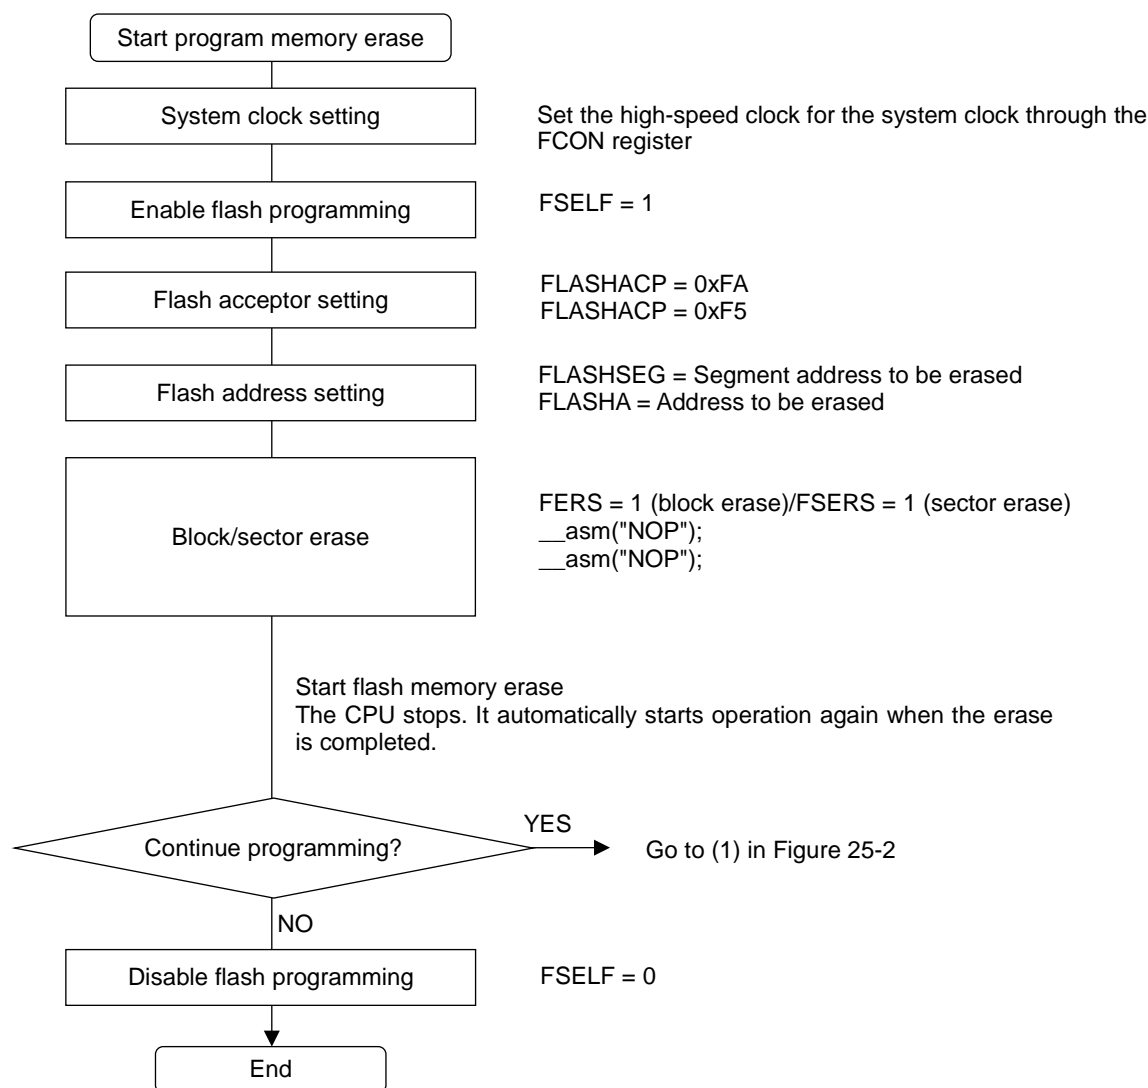 Start program memory erase
System clock setting
Set the high-speed clock for the system clock through the
FCON register
Enable flash programming
FSELF = 1
Flash acceptor setting
FLASHACP = 0xFA
FLASHACP = 0xF5
Flash address setting
FLASHSEG = Segment address to be erased
FLASHA = Address to be erased
Block/sector erase
FERS = 1 (block erase)/FSERS = 1 (sector erase)
__asm("NOP");
__asm("NOP");
Start flash memory erase
The CPU stops. It automatically starts operation again when the erase
is completed.
Continue programming?
YES
Go to (1) in Figure 25-2
NO
Disable flash programming
FSELF = 0
End